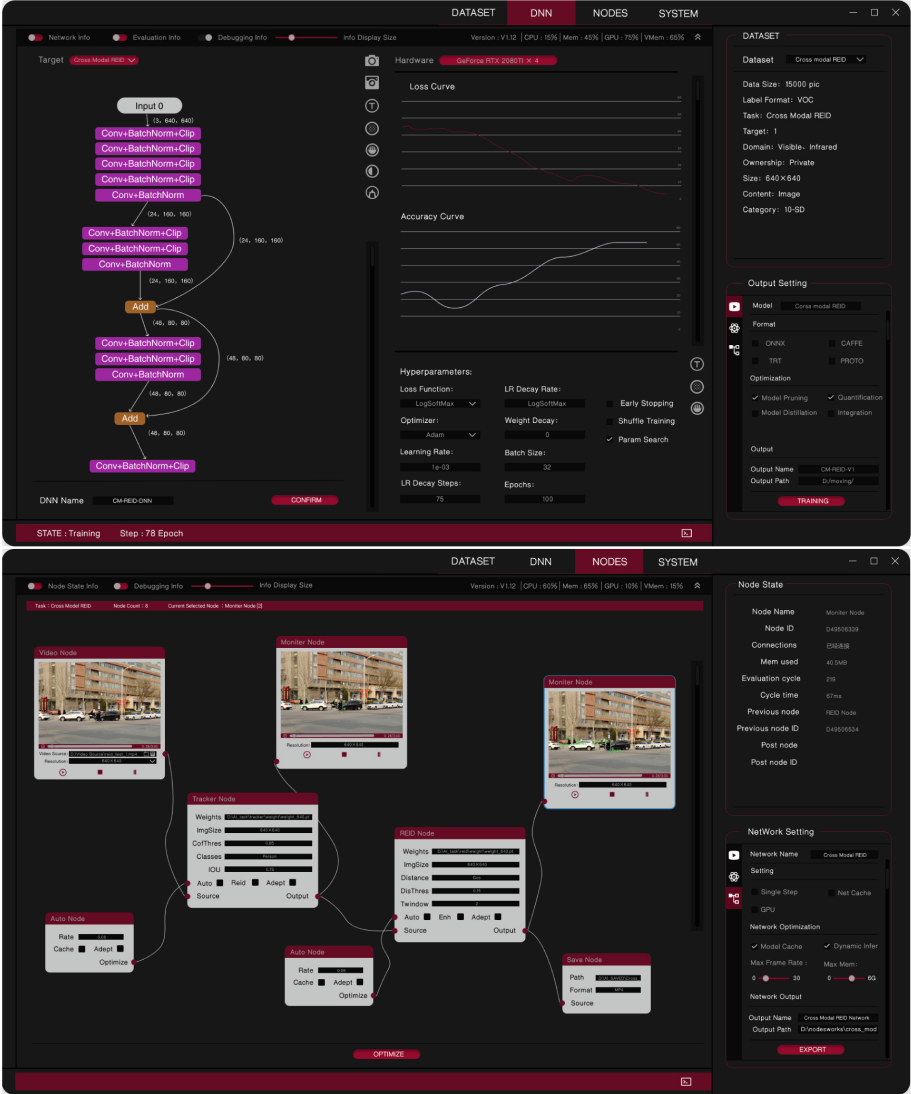 DATASET DNN NODES SYSTEM
Network Info Evaluation Info Debugging Info Info Display Size Version : V1.12 | CPU : 15% | Mem : 45% | GPU : 75% | VMem : 65%
Target Cross Modal REID
Input 0
(3, 640, 640)
Conv+BatchNorm+Clip
Conv+BatchNorm+Clip
Conv+BatchNorm+Clip
Conv+BatchNorm+Clip
Conv+BatchNorm
(24, 160, 160)
Conv+BatchNorm+Clip
(24, 160, 160)
Conv+BatchNorm+Clip
Conv+BatchNorm
(24, 160, 160)
Add
(48, 80, 80)
Conv+BatchNorm+Clip
Conv+BatchNorm+Clip
(48, 80, 80)
Conv+BatchNorm
(48, 80, 80)
Add
(48, 80, 80)
Conv+BatchNorm+Clip
DNN Name CM-REID-DNN CONFIRM
Hardware GeForce RTX 2080TI × 4
Loss Curve
Accuracy Curve
Hyperparameters:
Loss Function: LR Decay Rate:
LogSoftMax LogSoftMax Early Stopping
Optimizer: Weight Decay: Shuffle Training
Adam 0 Param Search
Learning Rate: Batch Size:
1e-03 32
LR Decay Steps: Epochs:
75 100
STATE : Training Step : 78 Epoch
DATASET
Dataset Cross modal REID
Data Size: 15000 pic
Label Format: VOC
Task: Cross Modal REID
Target: 1
Domain: Visible、Infrared
Ownership: Private
Size: 640×640
Content: Image
Category: 10-SD
Output Setting
Model Corss modal REID
Format
ONNX CAFFE
TRT PROTO
Optimization
Model Pruning Quantification
Model Distillation Integration
Output
Output Name CM-REID-V1
Output Path D:/moxing/
TRAINING
DATASET DNN NODES SYSTEM
Node State Info Debugging Info Info Display Size Version : V1.12 | CPU : 60% | Mem : 65% | GPU : 10% | VMem : 15%
Task : Cross Model REID Node Count : 8 Current Selected Node : Moniter Node [2]
Video Node
Video Source
Resolution : 640X640
Moniter Node
Resolution : 640X640
Moniter Node
Resolution : 640X640
Tracker Node
Weights
ImgSize 640X640
CofThres
Classes Person
IOU
Auto Reid Adept
Source Output
REID Node
Weights
ImgSize 640X640
Distance
DisThres
Twindow
Auto Enh Adept
Source Output
Auto Node
Rate
Cache Adept
Optimize
Auto Node
Rate
Cache Adept
Optimize
Save Node
Path
Format MP4
Source
OPTIMIZE
Node State
Node Name Moniter Node
Node ID D49506339
Connections 已经连接
Mem used 40.5MB
Evaluation cycle 219
Cycle time 67ms
Previous node REID Node
Previous node ID D49506534
Post node
Post node ID
NetWork Setting
Network Name Cross Modal REID
Setting
Single Step Net Cache
GPU
Network Optimization
Model Cache Dynamic Infer
Max Frame Rate : Max Mem:
0 30 0 6G
Network Output
Output Name Cross Modal REID Network
Output Path D:\nodesworks\cross_mod
EXPORT